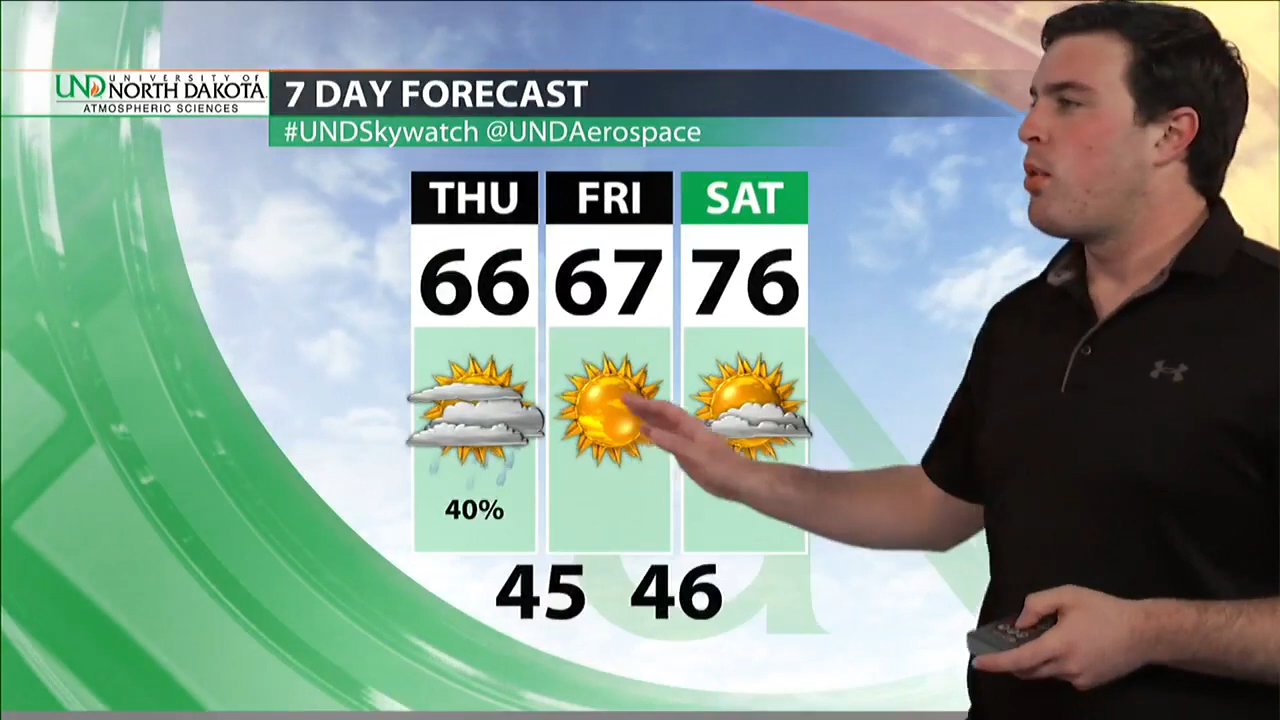 UND UNIVERSITY OF
NORTH DAKOTA
ATMOSPHERIC SCIENCES
7 DAY FORECAST
#UNDSkywatch @UNDAerospace
THU FRI SAT
66 67 76
40%
45 46